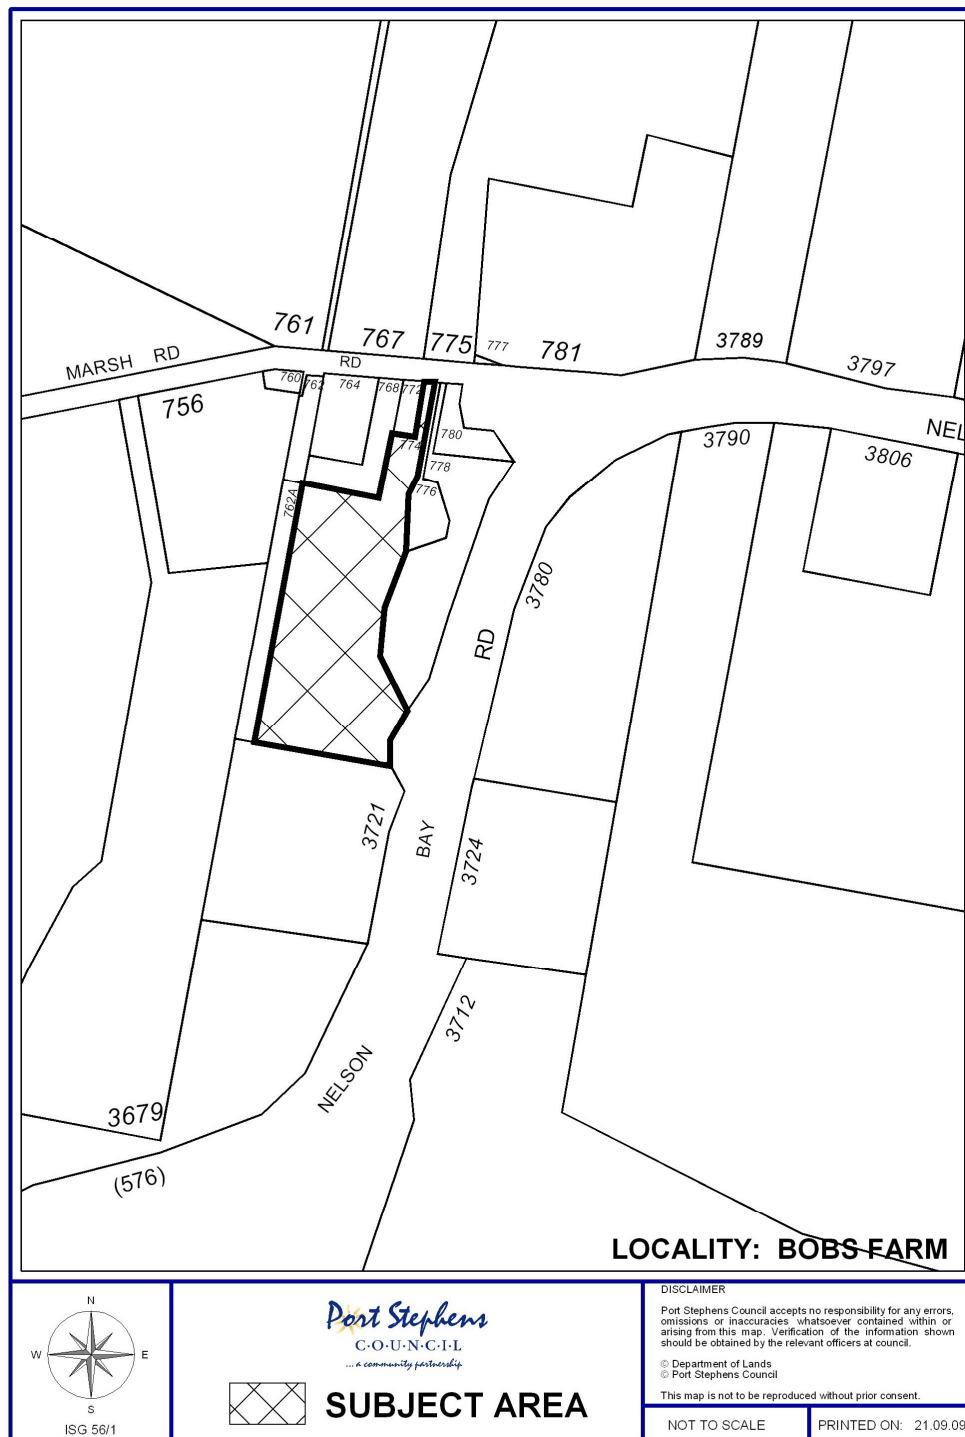 761
767
775
777
781
3789
3797
MARSH RD
RD
756
760
762
764
768
772
774
780
778
776
762A
3790
3806
NEL
3780
RD
3721
BAY
3724
3712
NELSON
3679
(576)
LOCALITY: BOBS FARM
N
W E
S
ISG 56/1
Port Stephens
C·O·U·N·C·I·L
... a community partnership
SUBJECT AREA
DISCLAIMER
Port Stephens Council accepts no responsibility for any errors,
omissions or inaccuracies whatsoever contained within or
arising from this map. Verification of the information shown
should be obtained by the relevant officers at council.
© Department of Lands
© Port Stephens Council
This map is not to be reproduced without prior consent.
NOT TO SCALE
PRINTED ON: 21.09.09